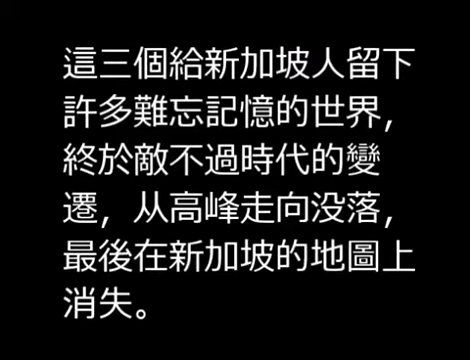 這三個給新加坡人留下
許多難忘記憶的世界，
終於敵不過時代的變
遷，从高峰走向没落，
最後在新加坡的地圖上
消失。